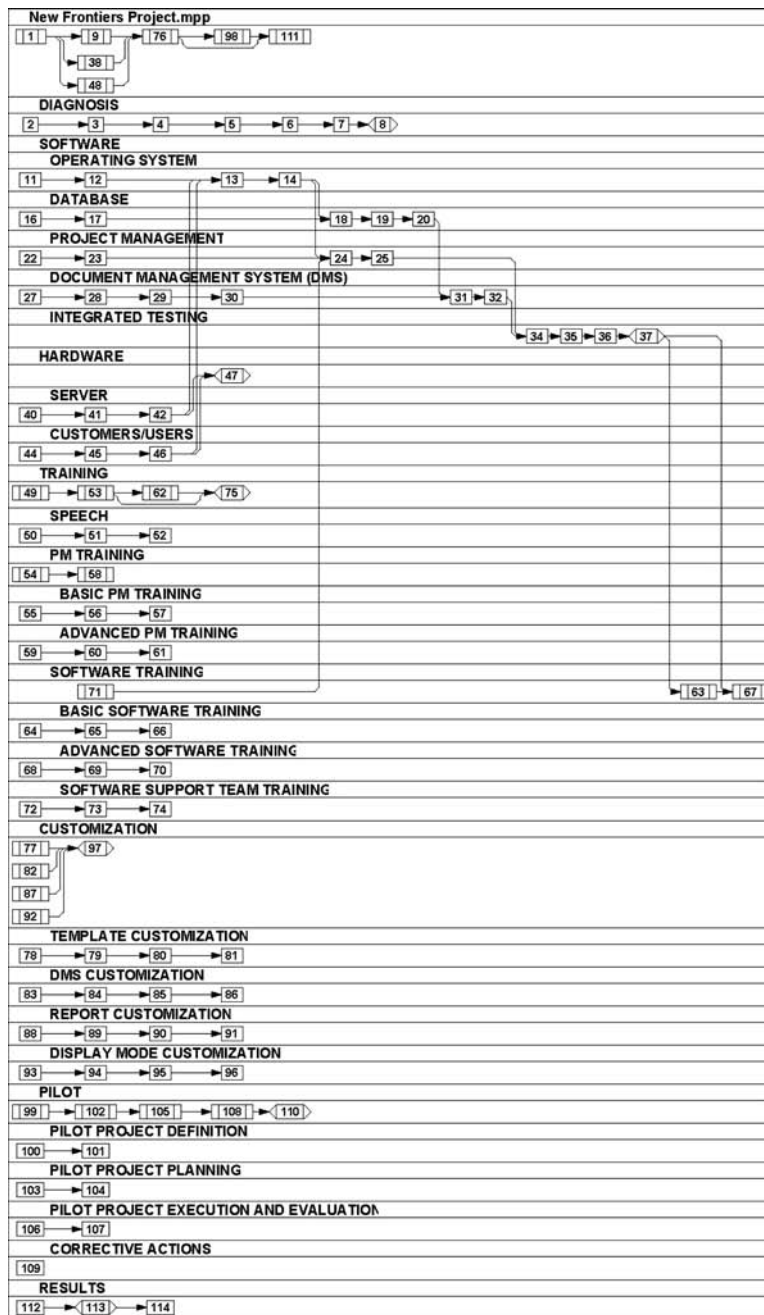 New Frontiers Project.mpp
1 9 76 98 111
38
48
DIAGNOSIS
2 3 4 5 6 7 8
SOFTWARE
OPERATING SYSTEM
11 12 13 14
DATABASE
16 17 18 19 20
PROJECT MANAGEMENT
22 23 24 25
DOCUMENT MANAGEMENT SYSTEM (DMS)
27 28 29 30 31 32
INTEGRATED TESTING
34 35 36 37
HARDWARE
47
SERVER
40 41 42
CUSTOMERS/USERS
44 45 46
TRAINING
49 53 62 75
SPEECH
50 51 52
PM TRAINING
54 58
BASIC PM TRAINING
55 56 57
ADVANCED PM TRAINING
59 60 61
SOFTWARE TRAINING
71 63 67
BASIC SOFTWARE TRAINING
64 65 66
ADVANCED SOFTWARE TRAINING
68 69 70
SOFTWARE SUPPORT TEAM TRAINING
72 73 74
CUSTOMIZATION
77 97
82
87
92
TEMPLATE CUSTOMIZATION
78 79 80 81
DMS CUSTOMIZATION
83 84 85 86
REPORT CUSTOMIZATION
88 89 90 91
DISPLAY MODE CUSTOMIZATION
93 94 95 96
PILOT
99 102 105 108 110
PILOT PROJECT DEFINITION
100 101
PILOT PROJECT PLANNING
103 104
PILOT PROJECT EXECUTION AND EVALUATION
106 107
CORRECTIVE ACTIONS
109
RESULTS
112 113 114